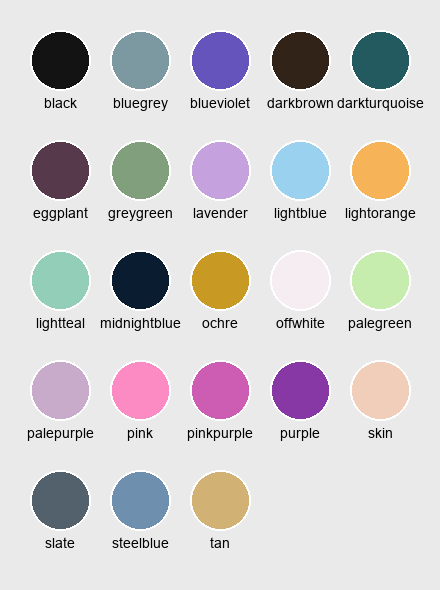 black bluegrey blueviolet darkbrown darkturquoise
eggplant greygreen lavender lightblue lightorange
lightteal midnightblue ochre offwhite palegreen
palepurple pink pinkpurple purple skin
slate steelblue tan